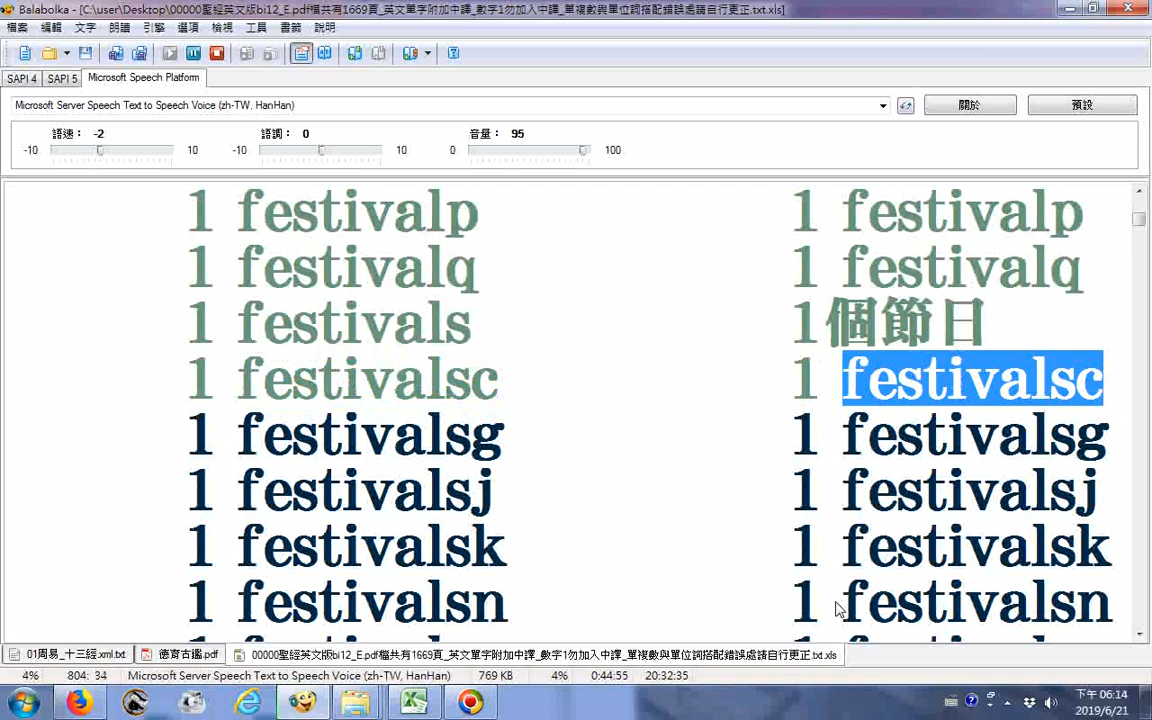 Balabolka - [C:\user\Desktop\00000聖經英文版bi12_E.pdf檔共有1669頁_英文單字附加中譯_數字1勿加入中譯_單複數與單位詞搭配錯誤處請自行更正.txt.xls]
檔案 編輯 文字 朗讀 引擎 選項 檢視 工具 書籤 說明
SAPI 4 SAPI 5 Microsoft Speech Platform
Microsoft Server Speech Text to Speech Voice (zh-TW, HanHan) 關於 預設
語速： -2 語調： 0 音量： 95
-10 10 -10 10 0 100
1 festivalp 1 festivalp
1 festivalq 1 festivalq
1 festivals 1個節日
1 festivalsc 1 festivalsc
1 festivalsg 1 festivalsg
1 festivalsj 1 festivalsj
1 festivalsk 1 festivalsk
1 festivalsn 1 festivalsn
01周易_十三經.xml.txt 德育古鑑.pdf 00000聖經英文版bi12_E.pdf檔共有1669頁_英文單字附加中譯_數字1勿加入中譯_單複數與單位詞搭配錯誤處請自行更正.txt.xls
4% 804: 34 Microsoft Server Speech Text to Speech Voice (zh-TW, HanHan) 769 KB 4% 0:44:55 20:32:35
下午 06:14
2019/6/21